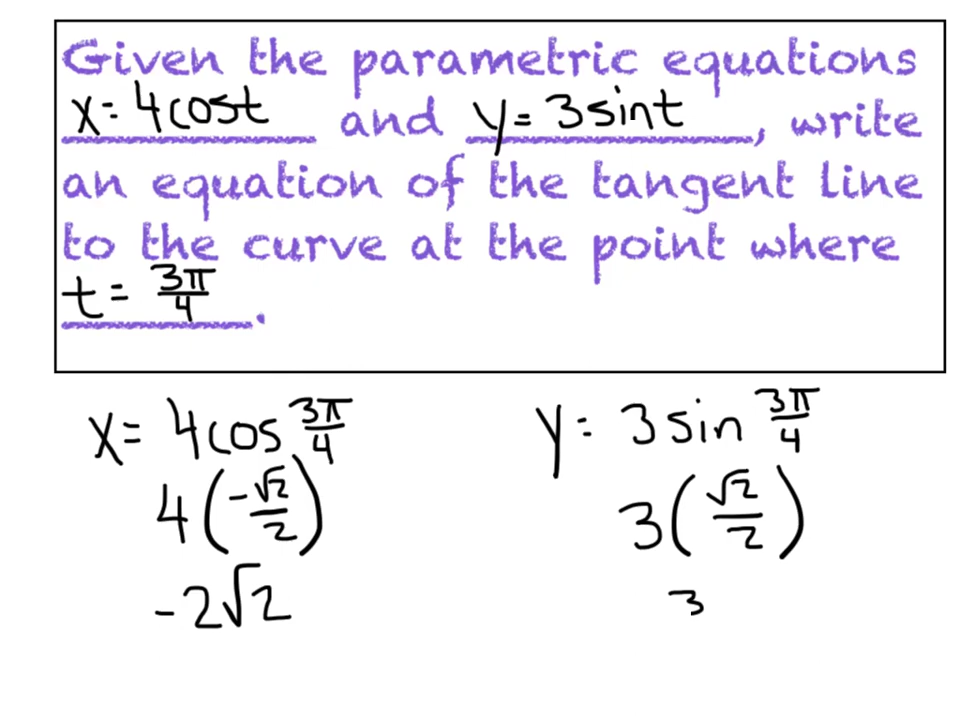 Given the parametric equations
x = 4cost and y = 3sint, write
an equation of the tangent line
to the curve at the point where
t = 3π/4.
x = 4cos 3π/4 y = 3sin 3π/4
4(-√2/2) 3(√2/2)
-2√2 3